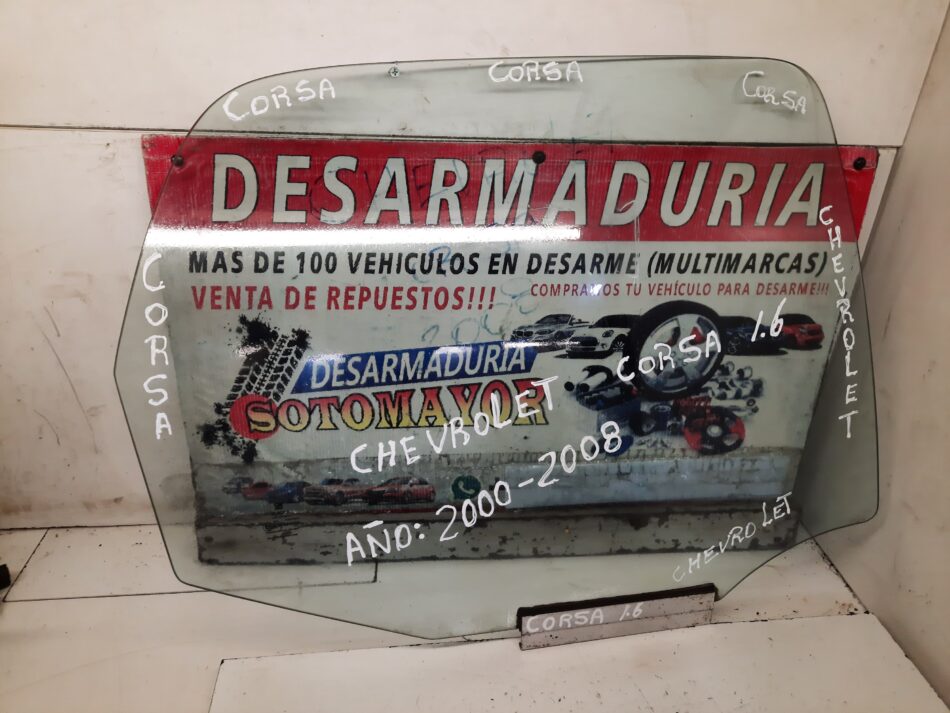 CORSA
CORSA
CORSA
DESARMADURIA
MAS DE 100 VEHICULOS EN DESARME (MULTIMARCAS)
VENTA DE REPUESTOS!!!
COMPRAMOS TU VEHÍCULO PARA DESARME!!!
CORSA
CHEVROLET
DESARMADURIA
SOTOMAYOR
CHEVROLET CORSA 1.6
AÑO: 2000-2008
CHEVROLET
CORSA 1.6